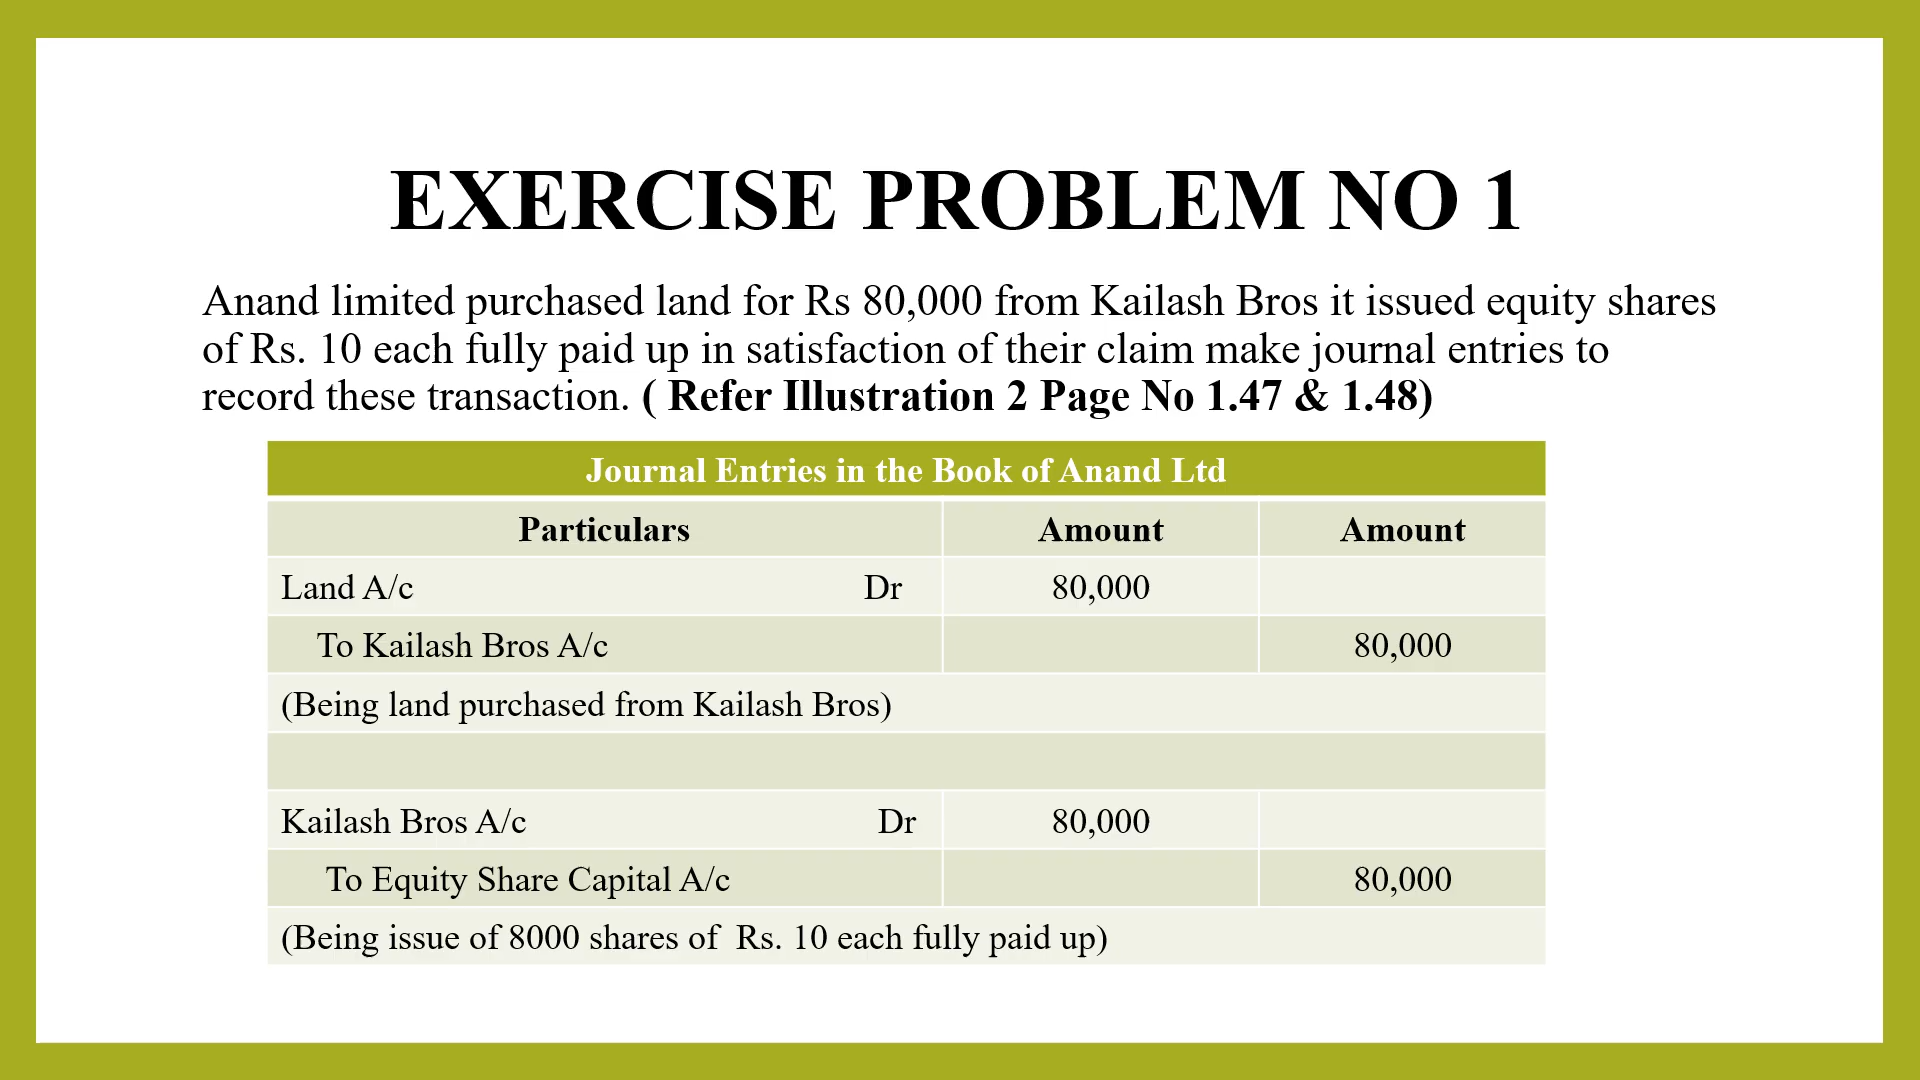 EXERCISE PROBLEM NO 1
Anand limited purchased land for Rs 80,000 from Kailash Bros it issued equity shares
of Rs. 10 each fully paid up in satisfaction of their claim make journal entries to
record these transaction. ( Refer Illustration 2 Page No 1.47 & 1.48)
Journal Entries in the Book of Anand Ltd
Particulars Amount Amount
Land A/c Dr 80,000
To Kailash Bros A/c 80,000
(Being land purchased from Kailash Bros)
Kailash Bros A/c Dr 80,000
To Equity Share Capital A/c 80,000
(Being issue of 8000 shares of Rs. 10 each fully paid up)